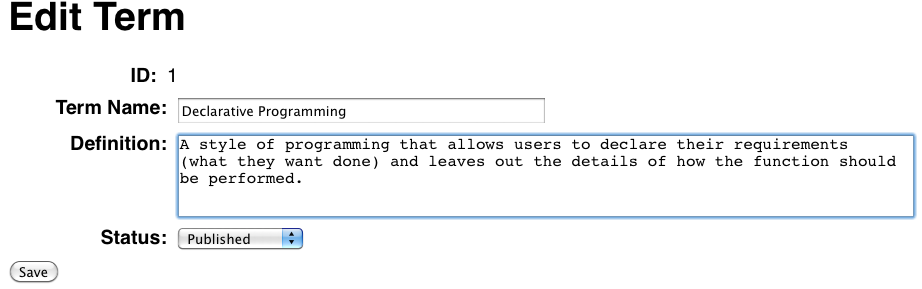 Edit Term
ID: 1
Term Name: Declarative Programming
Definition: A style of programming that allows users to declare their requirements
(what they want done) and leaves out the details of how the function should
be performed.
Status: Published
Save